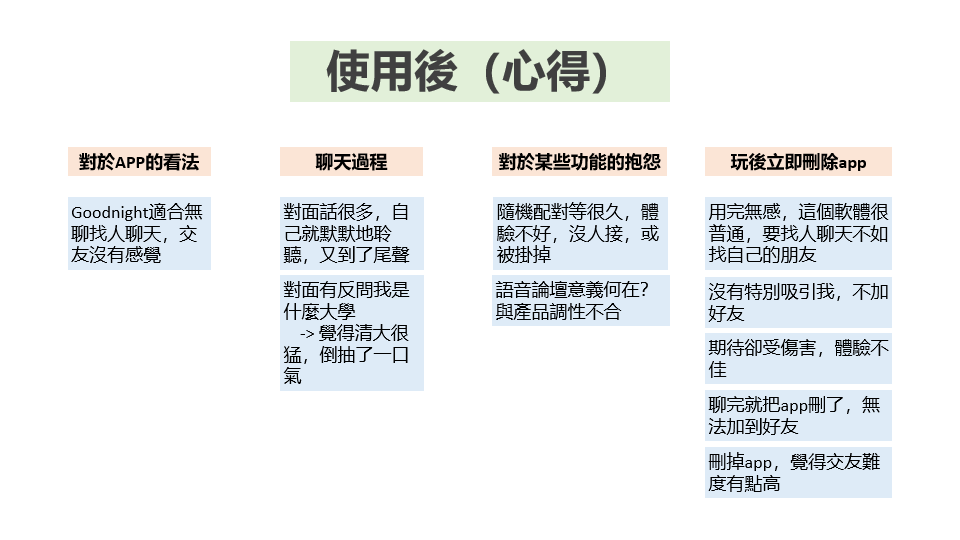 使用後（心得）
對於APP的看法
Goodnight適合無
聊找人聊天，交
友沒有感覺
聊天過程
對面話很多，自
己就默默地聆
聽，又到了尾聲
對面有反問我是
什麼大學
-> 覺得清大很
猛，倒抽了一口
氣
對於某些功能的抱怨
隨機配對等很久，體
驗不好，沒人接，或
被掛掉
語音論壇意義何在？
與產品調性不合
玩後立即刪除app
用完無感，這個軟體很
普通，要找人聊天不如
找自己的朋友
沒有特別吸引我，不加
好友
期待卻受傷害，體驗不
佳
聊完就把app刪了，無
法加到好友
刪掉app，覺得交友難
度有點高